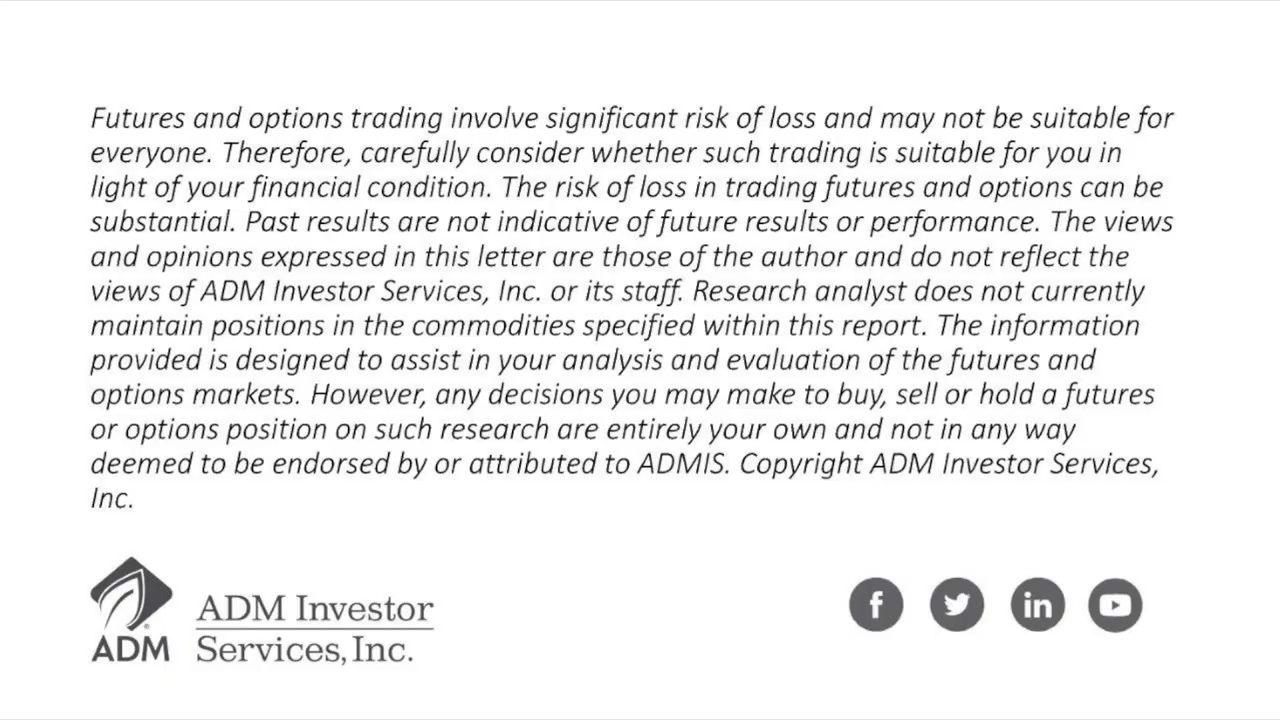 Futures and options trading involve significant risk of loss and may not be suitable for
everyone. Therefore, carefully consider whether such trading is suitable for you in
light of your financial condition. The risk of loss in trading futures and options can be
substantial. Past results are not indicative of future results or performance. The views
and opinions expressed in this letter are those of the author and do not reflect the
views of ADM Investor Services, Inc. or its staff. Research analyst does not currently
maintain positions in the commodities specified within this report. The information
provided is designed to assist in your analysis and evaluation of the futures and
options markets. However, any decisions you may make to buy, sell or hold a futures
or options position on such research are entirely your own and not in any way
deemed to be endorsed by or attributed to ADMIS. Copyright ADM Investor Services,
Inc.
ADM
ADM Investor
Services, Inc.
f
in